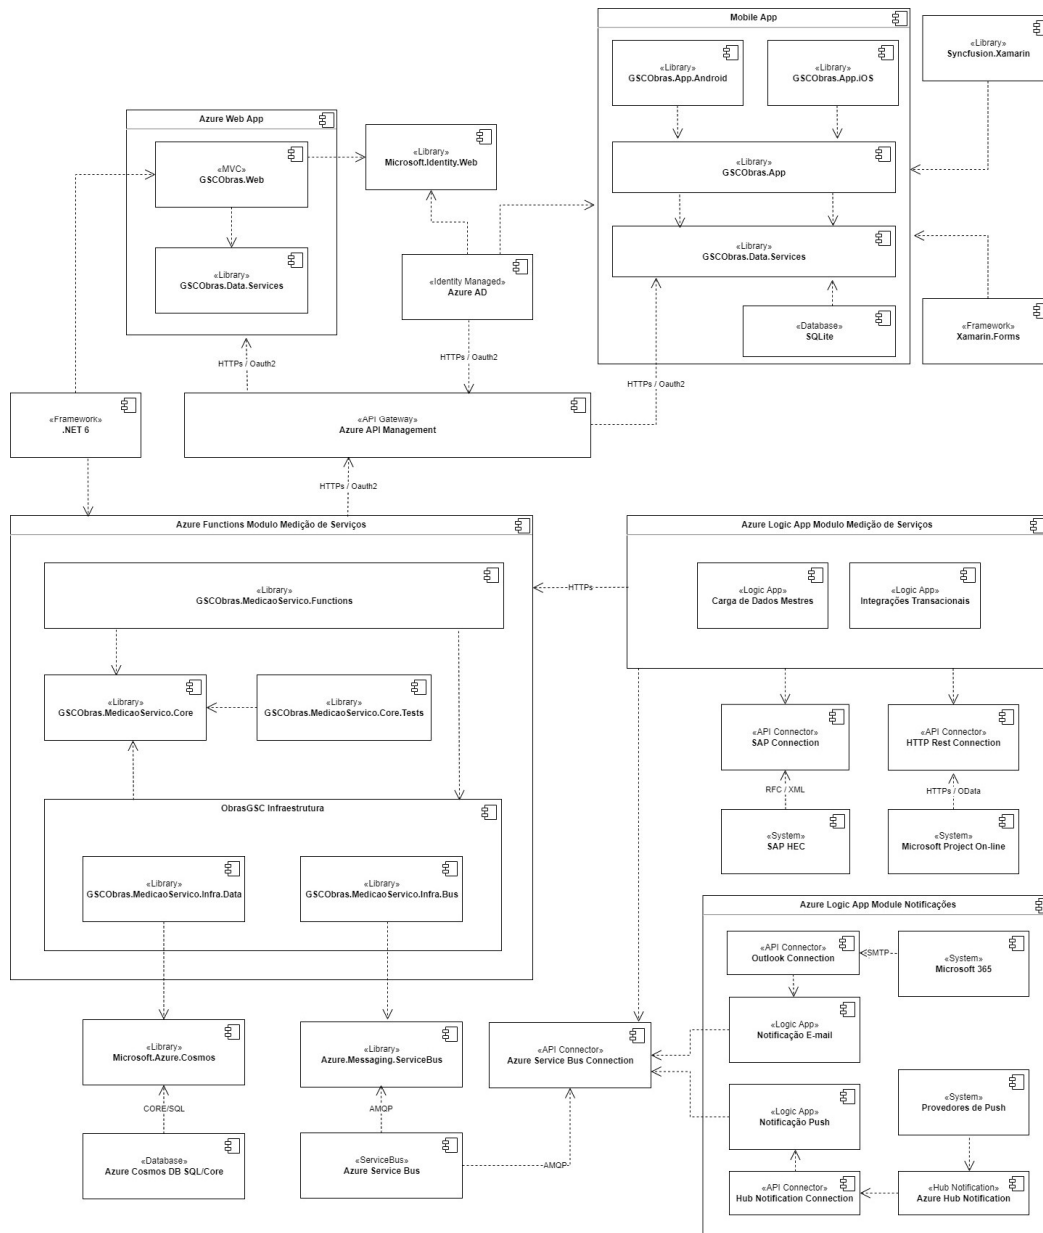 Mobile App
«Library»
Syncfusion.Xamarin
«Library»
GSCObras.App.Android
«Library»
GSCObras.App.iOS
Azure Web App
«MVC»
GSCObras.Web
«Library»
Microsoft.Identity.Web
«Library»
GSCObras.App
«Library»
GSCObras.Data.Services
«Library»
GSCObras.Data.Services
«Identity Managed»
Azure AD
«Database»
SQLite
«Framework»
Xamarin.Forms
HTTPs / Oauth2
HTTPs / Oauth2
HTTPs / Oauth2
«Framework»
.NET 6
«API Gateway»
Azure API Management
HTTPs / Oauth2
Azure Functions Modulo Medição de Serviços
Azure Logic App Modulo Medição de Serviços
«Library»
GSCObras.MedicaoServico.Functions
HTTPs
«Logic App»
Carga de Dados Mestres
«Logic App»
Integrações Transacionais
«Library»
GSCObras.MedicaoServico.Core
«Library»
GSCObras.MedicaoServico.Core.Tests
«API Connector»
SAP Connection
«API Connector»
HTTP Rest Connection
RFC / XML
HTTPs / OData
ObrasGSC Infraestrutura
«System»
SAP HEC
«System»
Microsoft Project On-line
«Library»
GSCObras.MedicaoServico.Infra.Data
«Library»
GSCObras.MedicaoServico.Infra.Bus
Azure Logic App Module Notificações
«API Connector»
Outlook Connection
SMTP
«System»
Microsoft 365
«Library»
Microsoft.Azure.Cosmos
«Library»
Azure.Messaging.ServiceBus
«API Connector»
Azure Service Bus Connection
«Logic App»
Notificação E-mail
CORE/SQL
AMQP
«Logic App»
Notificação Push
«System»
Provedores de Push
«Database»
Azure Cosmos DB SQL/Core
«ServiceBus»
Azure Service Bus
AMQP
«API Connector»
Hub Notification Connection
«Hub Notification»
Azure Hub Notification